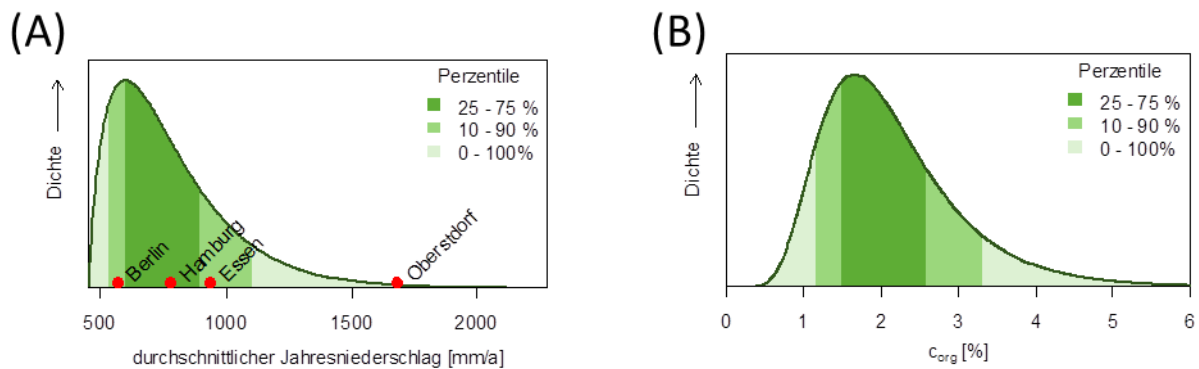 (A)
Perzentile
25 - 75 %
10 - 90 %
0 - 100%
Dichte
Berlin
Hamburg
Essen
Oberstdorf
500 1000 1500 2000
durchschnittlicher Jahresniederschlag [mm/a]
(B)
Perzentile
25 - 75 %
10 - 90 %
0 - 100%
Dichte
0 1 2 3 4 5 6
corg [%]